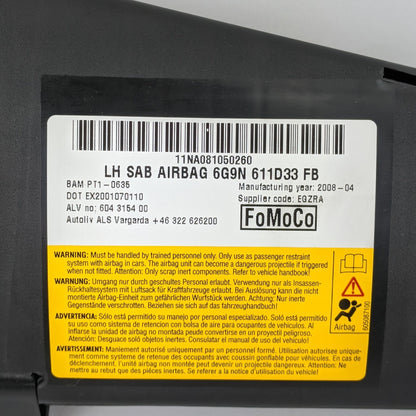 11NA081050260
LH SAB AIRBAG 6G9N 611D33 FB
BAM PT1-0635
Manufacturing year: 2008-04
DOT EX2001070110
Supplier code: EGZRA
ALV no; 604 3154 00
Autoliv ALS Vargarda +46 322 626200
FoMoCo
WARNING: Must be handled by trained personnel only. Only use as passenger restraint
system with airbag in cars. The airbag unit can become a dangerous projectile if triggered
when not fitted. Attention: Only scrap inert components. Refer to vehicle handbook!
WARNUNG: Umgang nur durch geschultes Personal erlaubt. Verwendung nur als Insassen-
Rückhaltesystem mit Luftsack für Kraftfahrzeuge erlaubt. Bei Auslösung kann die nicht
montierte Airbag-Einheit zum gefährlichen Wurfstück werden. Achtung: Nur inerte
Komponenten verschrotten. Siehe auch Fahrzeughandbuch!
ADVERTENCIA: Sólo está permitido su manejo por personal especializado. Sólo está permitido
su uso como sistema de retencion con bolsa de aire para ocupantes de vehículos. Al
inflarse la unidad de airbag no montada puede convertirse en un proyectil peligroso.
Atención: Desguace sólo de componentes inertes. Consultar el manual de uso del vehículo!
AVERTISSEMENT: Maniement autorisé uniquement par un personnel formé. Utilisation unique-
ment comme systeme de retenue des occupants avec coussin gonflable pour véhicules. En cas de
déclenchement, l'unité airbag non montée peut devenir un projectile dangereux. Attention:
Ne mettre au rebut que des pièces inertes. Se referer a la notice d'utilisation du vehicule!
Airbag
605087100